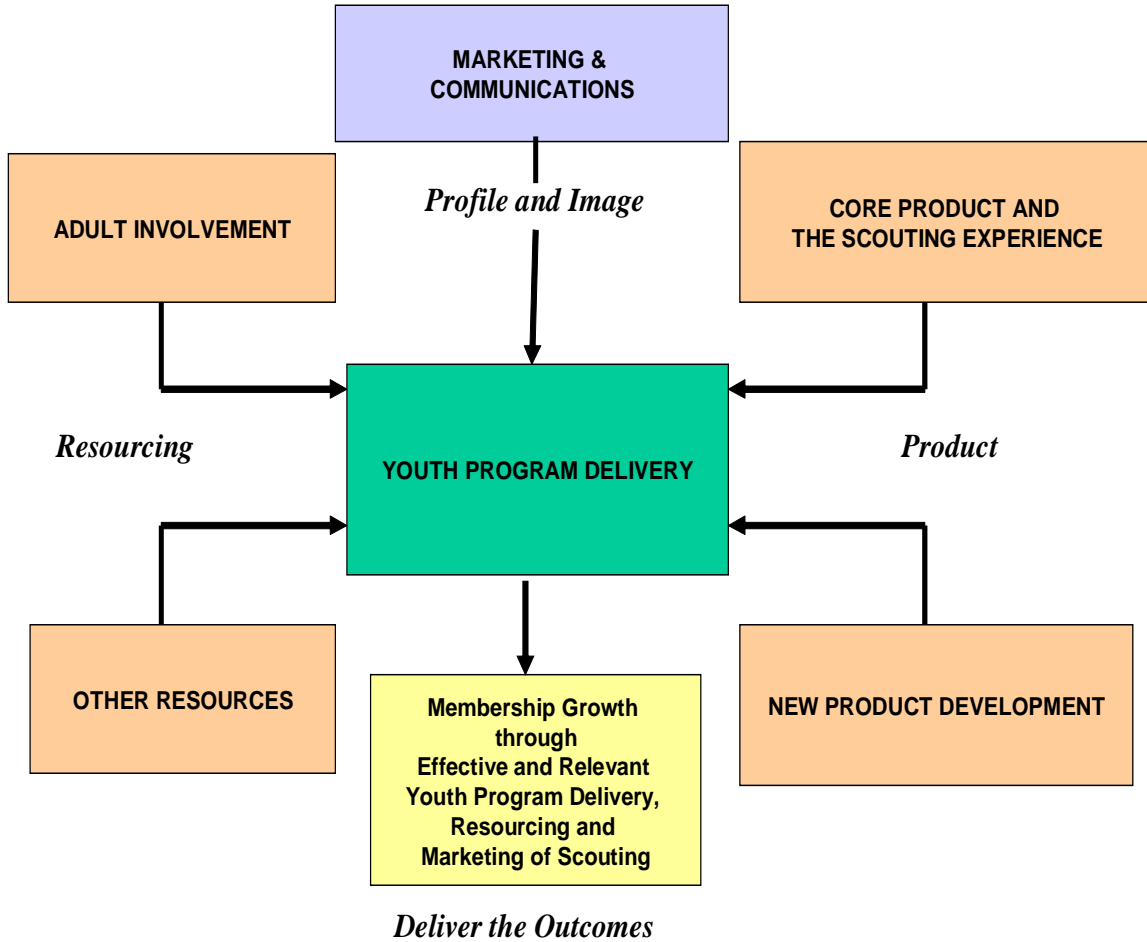 MARKETING &
COMMUNICATIONS
ADULT INVOLVEMENT
Profile and Image
CORE PRODUCT AND
THE SCOUTING EXPERIENCE
Resourcing
YOUTH PROGRAM DELIVERY
Product
OTHER RESOURCES
Membership Growth
through
Effective and Relevant
Youth Program Delivery,
Resourcing and
Marketing of Scouting
NEW PRODUCT DEVELOPMENT
Deliver the Outcomes